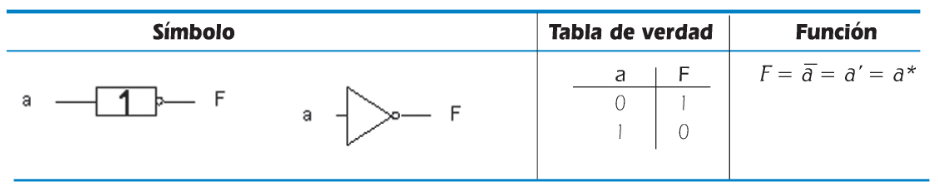 Símbolo Tabla de verdad Función
a 1 F a F
a F
0 1
1 0
F = a̅ = a' = a*